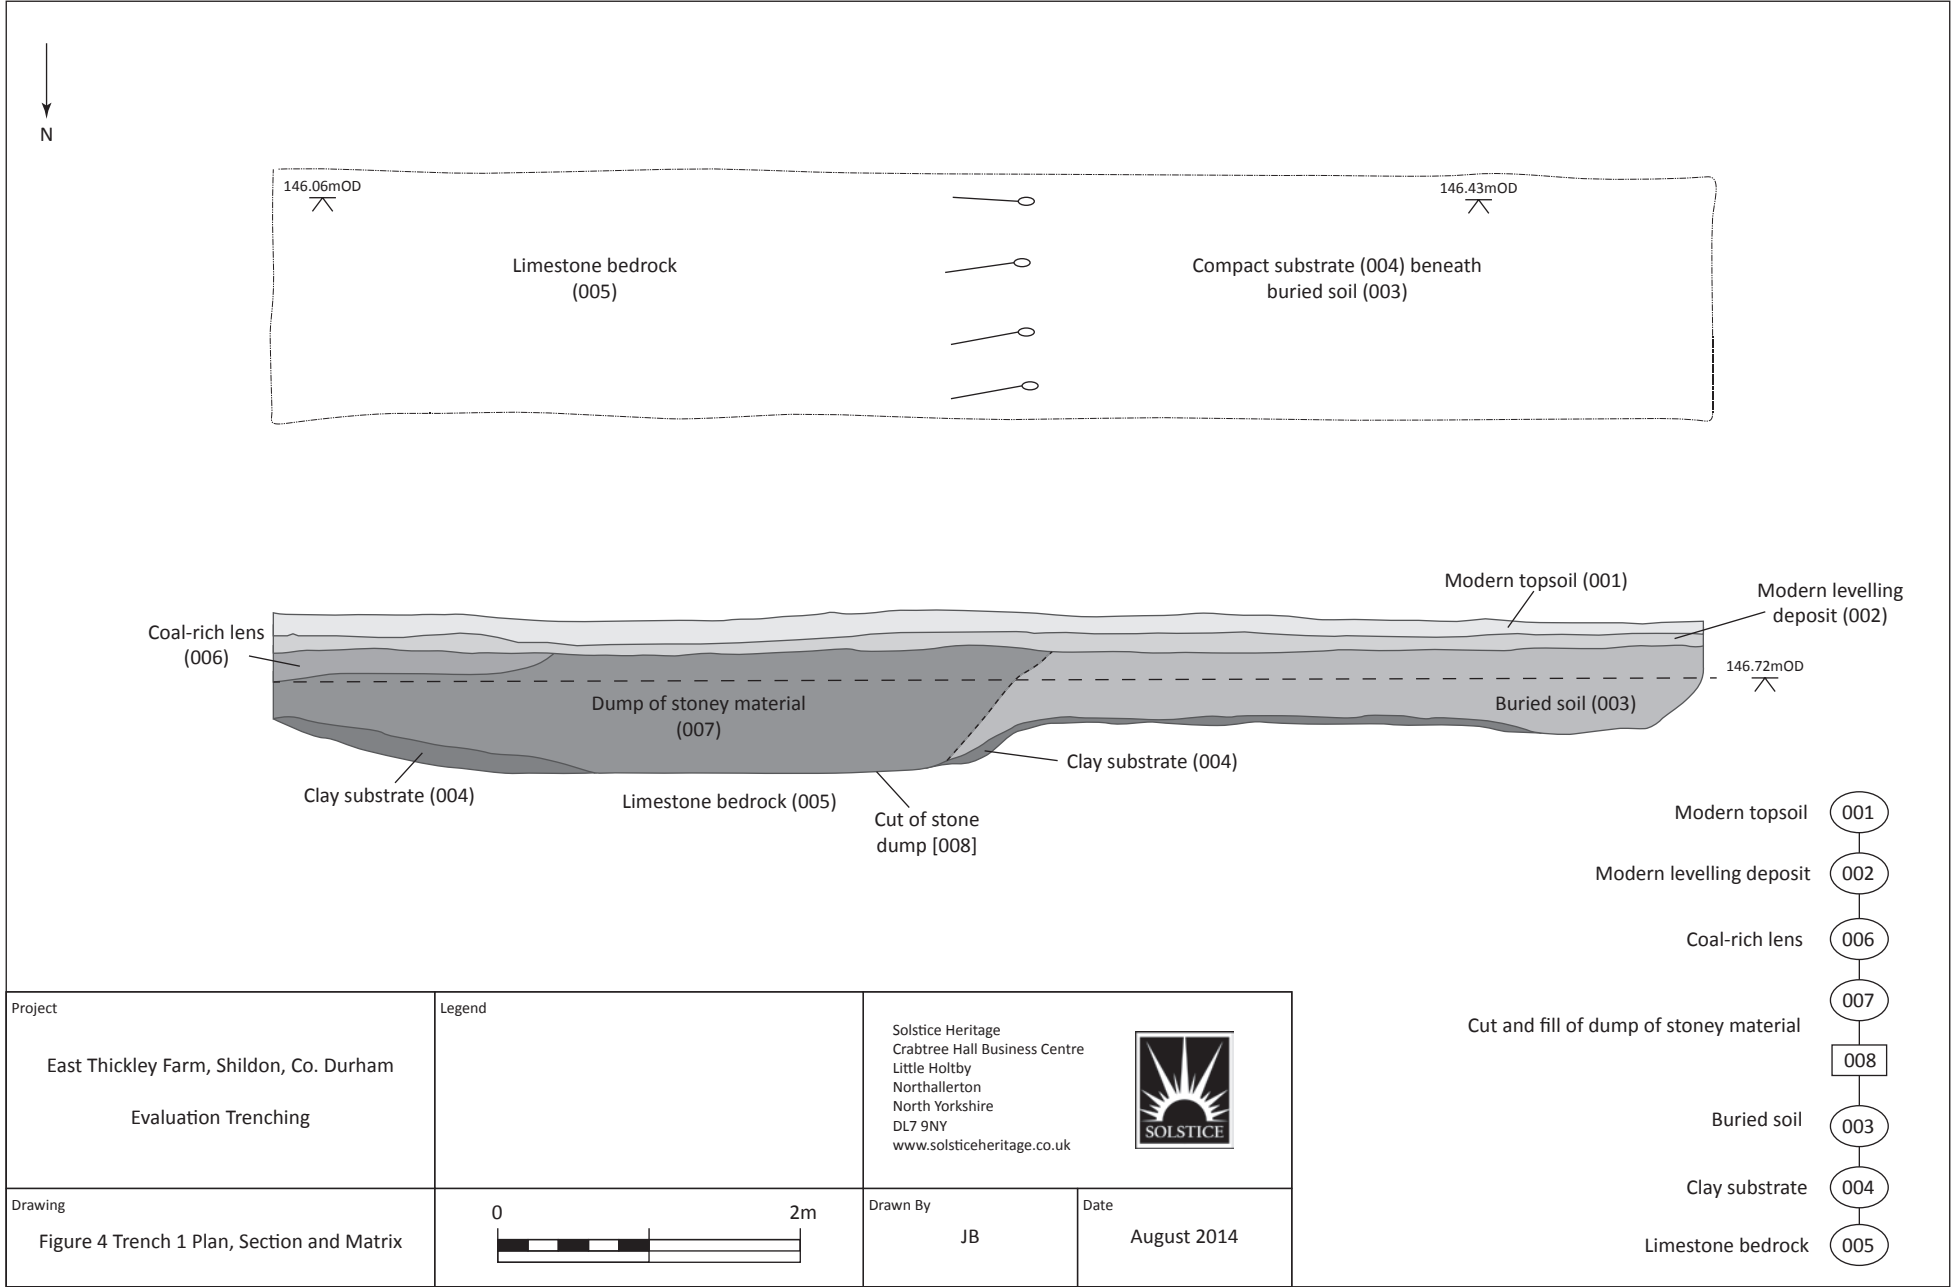 N
146.06mOD
146.43mOD
Limestone bedrock
(005)
Compact substrate (004) beneath
buried soil (003)
Modern topsoil (001)
Modern levelling
deposit (002)
Coal-rich lens
(006)
146.72mOD
Dump of stoney material
(007)
Buried soil (003)
Clay substrate (004)
Clay substrate (004)
Limestone bedrock (005)
Cut of stone
dump [008]
Modern topsoil 001
Modern levelling deposit 002
Coal-rich lens 006
007
Cut and fill of dump of stoney material
008
Buried soil 003
Clay substrate 004
Limestone bedrock 005
Project
East Thickley Farm, Shildon, Co. Durham
Evaluation Trenching
Legend
Solstice Heritage
Crabtree Hall Business Centre
Little Holtby
Northallerton
North Yorkshire
DL7 9NY
www.solsticeheritage.co.uk
SOLSTICE
Drawing
Figure 4 Trench 1 Plan, Section and Matrix
0 2m
Drawn By
JB
Date
August 2014